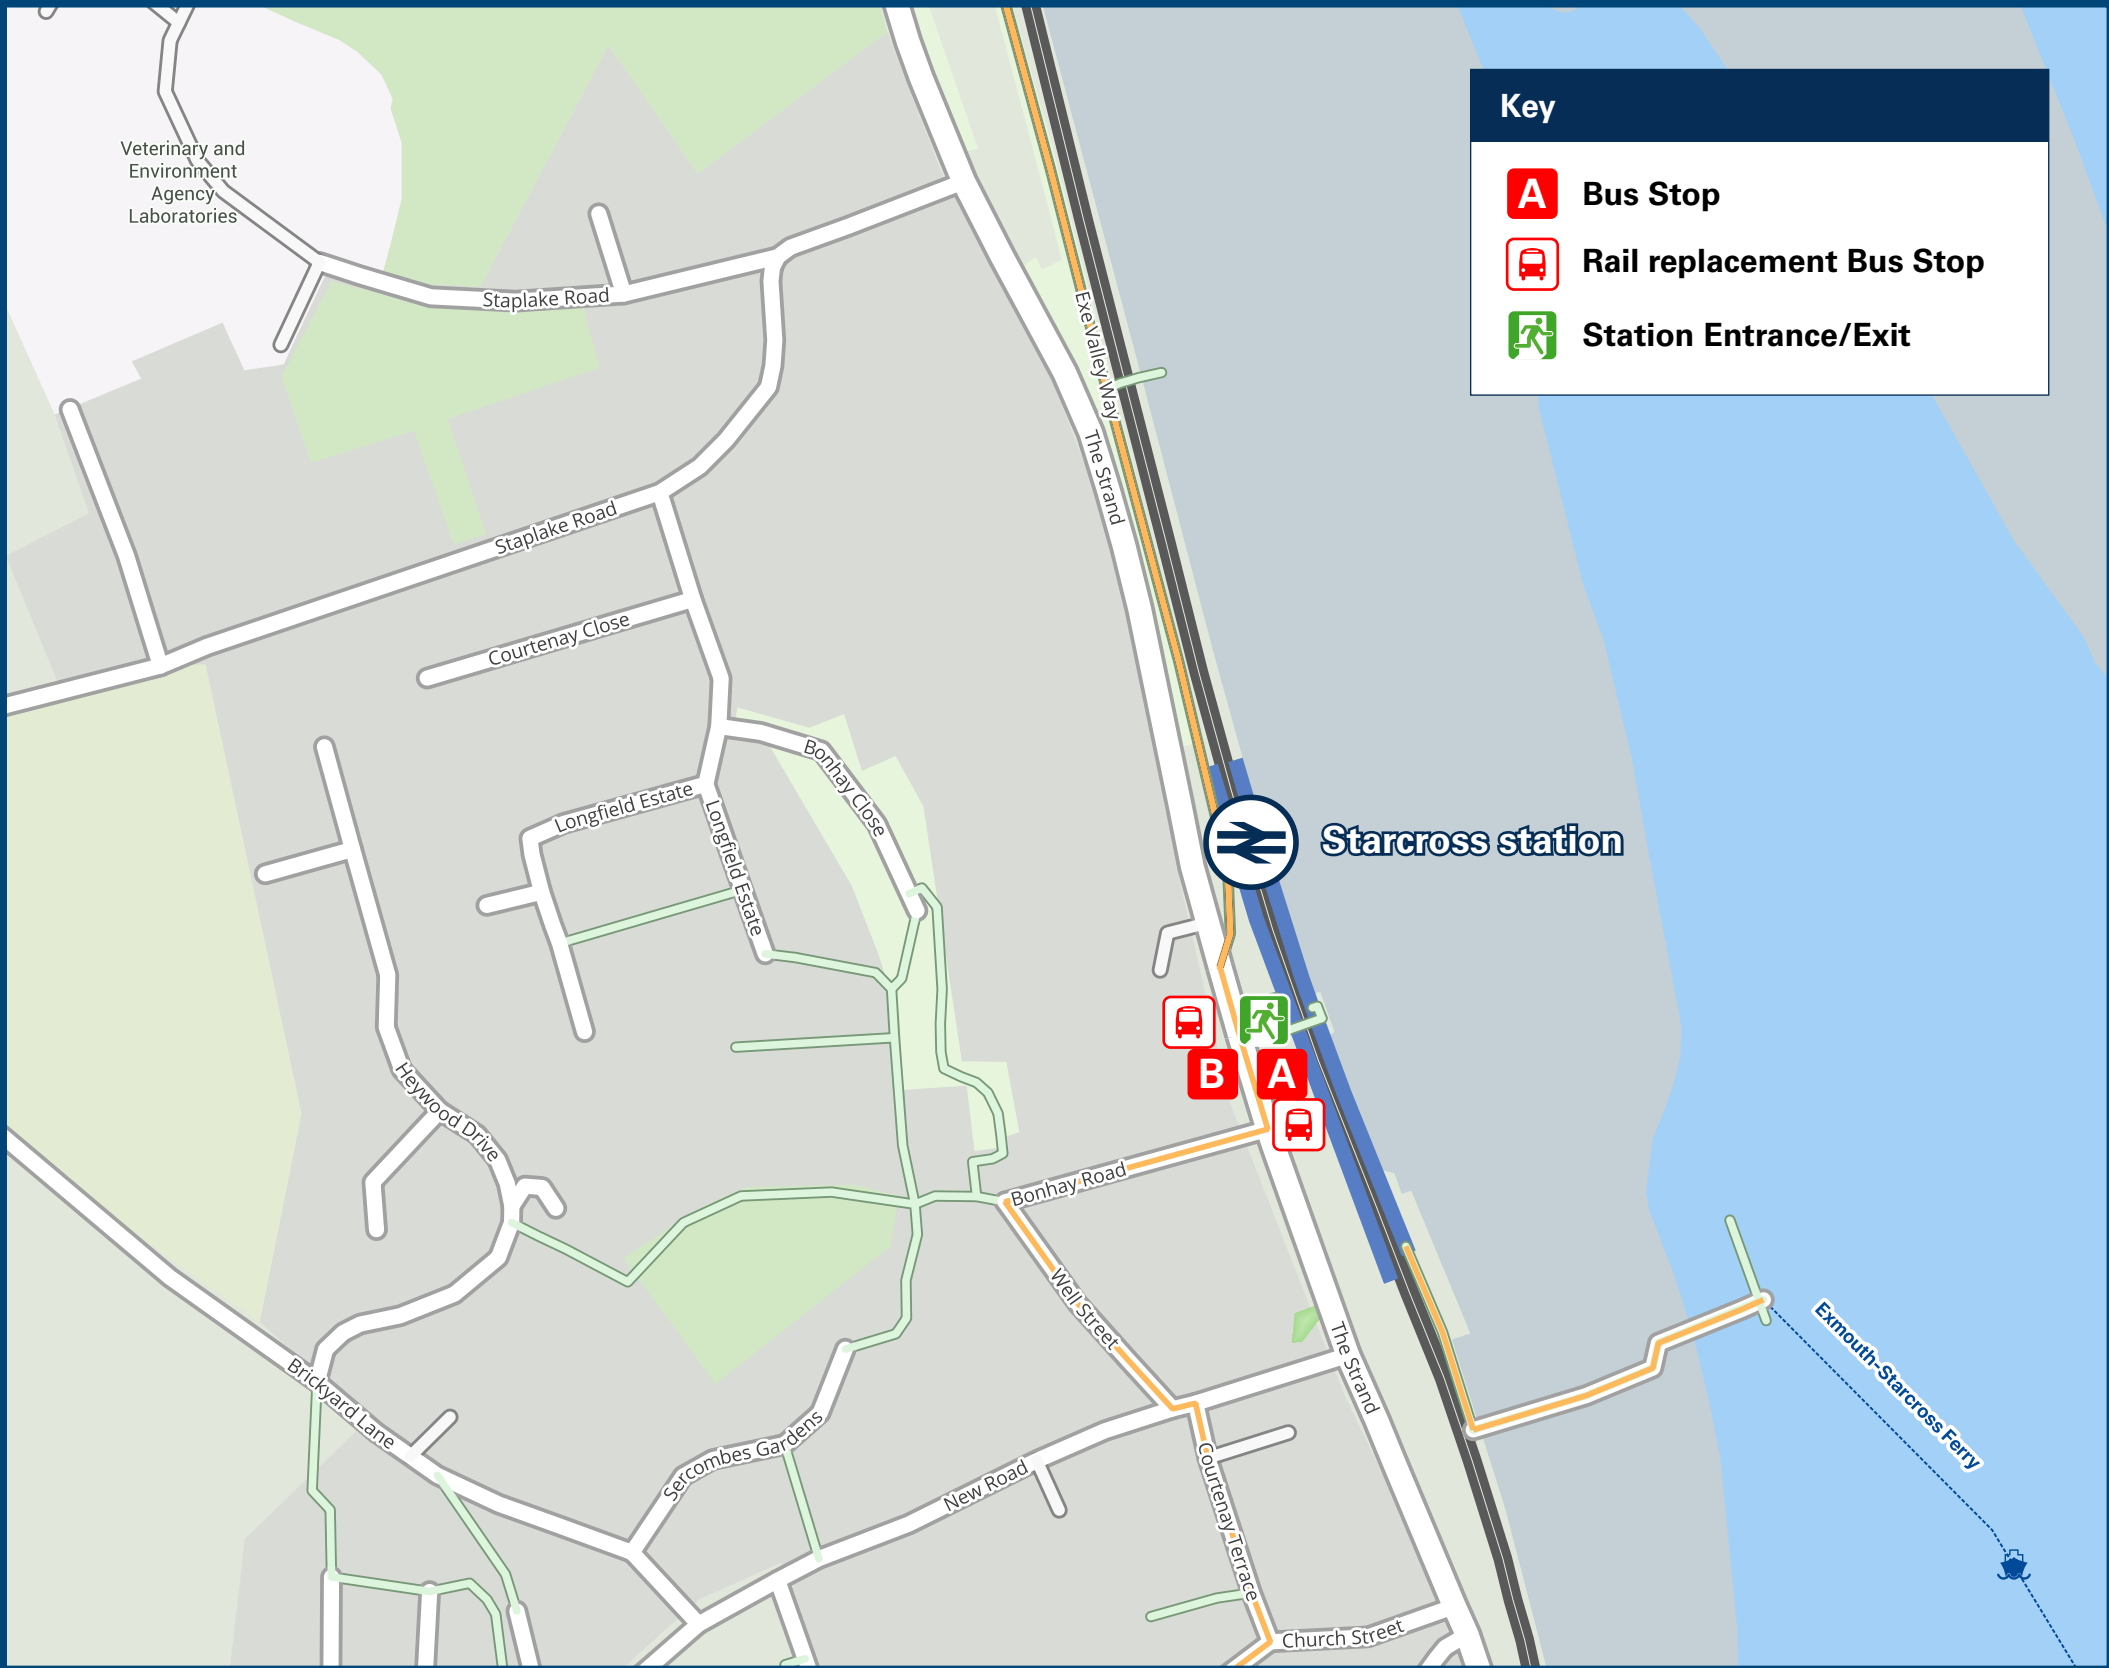 Key
A
Bus Stop
Rail replacement Bus Stop
Station Entrance/Exit
Veterinary and
Environment
Agency
Laboratories
Staplake Road
Exe Valley Way
The Strand
Staplake Road
Courtenay Close
Bonhay Close
Longfield Estate
Longfield Estate
Starcross station
B
A
Heywood Drive
Bonhay Road
Well Street
The Strand
Exmouth-Starcross Ferry
Brickyard Lane
Sercombes Gardens
New Road
Courtenay Terrace
Church Street